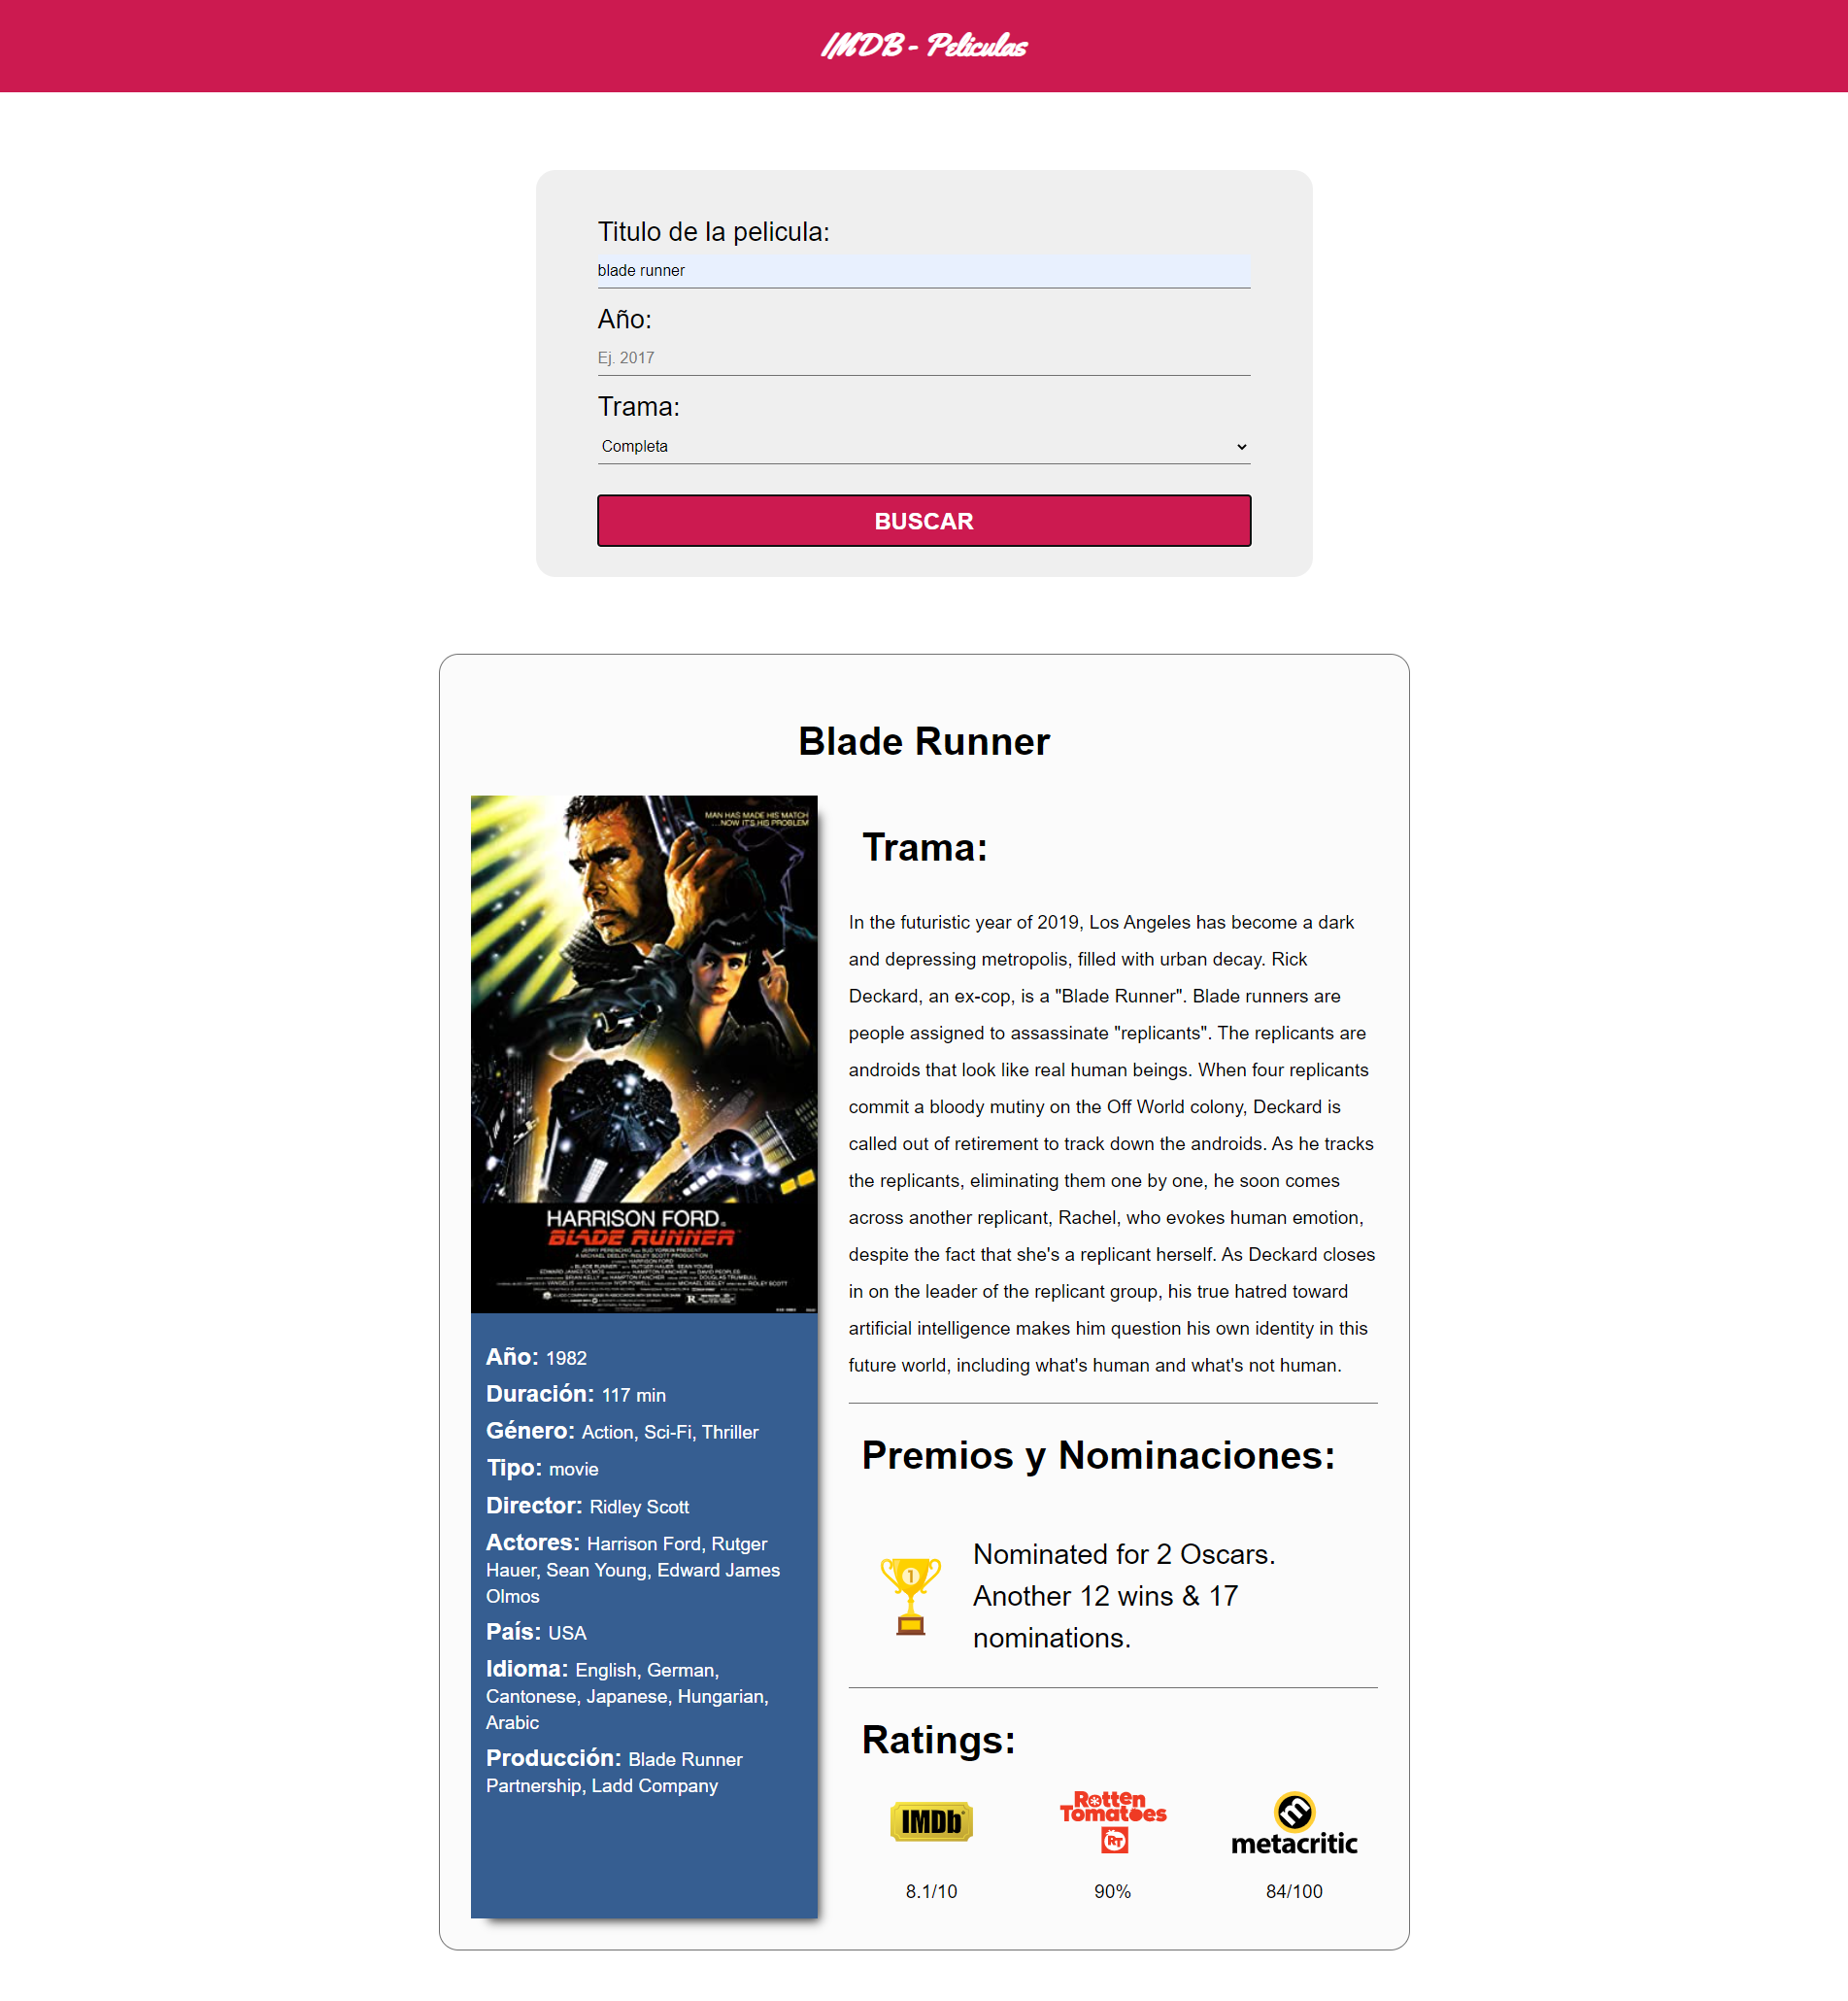 IMDB - Peliculas
Titulo de la pelicula:
blade runner
Año:
Ej. 2017
Trama:
Completa
BUSCAR
Blade Runner
MAN HAS MADE HIS MATCH
...NOW IT'S HIS PROBLEM
HARRISON FORD
BLADE RUNNER
Año: 1982
Duración: 117 min
Género: Action, Sci-Fi, Thriller
Tipo: movie
Director: Ridley Scott
Actores: Harrison Ford, Rutger
Hauer, Sean Young, Edward James
Olmos
País: USA
Idioma: English, German,
Cantonese, Japanese, Hungarian,
Arabic
Producción: Blade Runner
Partnership, Ladd Company
Trama:
In the futuristic year of 2019, Los Angeles has become a dark
and depressing metropolis, filled with urban decay. Rick
Deckard, an ex-cop, is a "Blade Runner". Blade runners are
people assigned to assassinate "replicants". The replicants are
androids that look like real human beings. When four replicants
commit a bloody mutiny on the Off World colony, Deckard is
called out of retirement to track down the androids. As he tracks
the replicants, eliminating them one by one, he soon comes
across another replicant, Rachel, who evokes human emotion,
despite the fact that she's a replicant herself. As Deckard closes
in on the leader of the replicant group, his true hatred toward
artificial intelligence makes him question his own identity in this
future world, including what's human and what's not human.
Premios y Nominaciones:
1
Nominated for 2 Oscars.
Another 12 wins & 17
nominations.
Ratings:
IMDb
Rotten
Tomatoes
RT
m
metacritic
8.1/10
90%
84/100